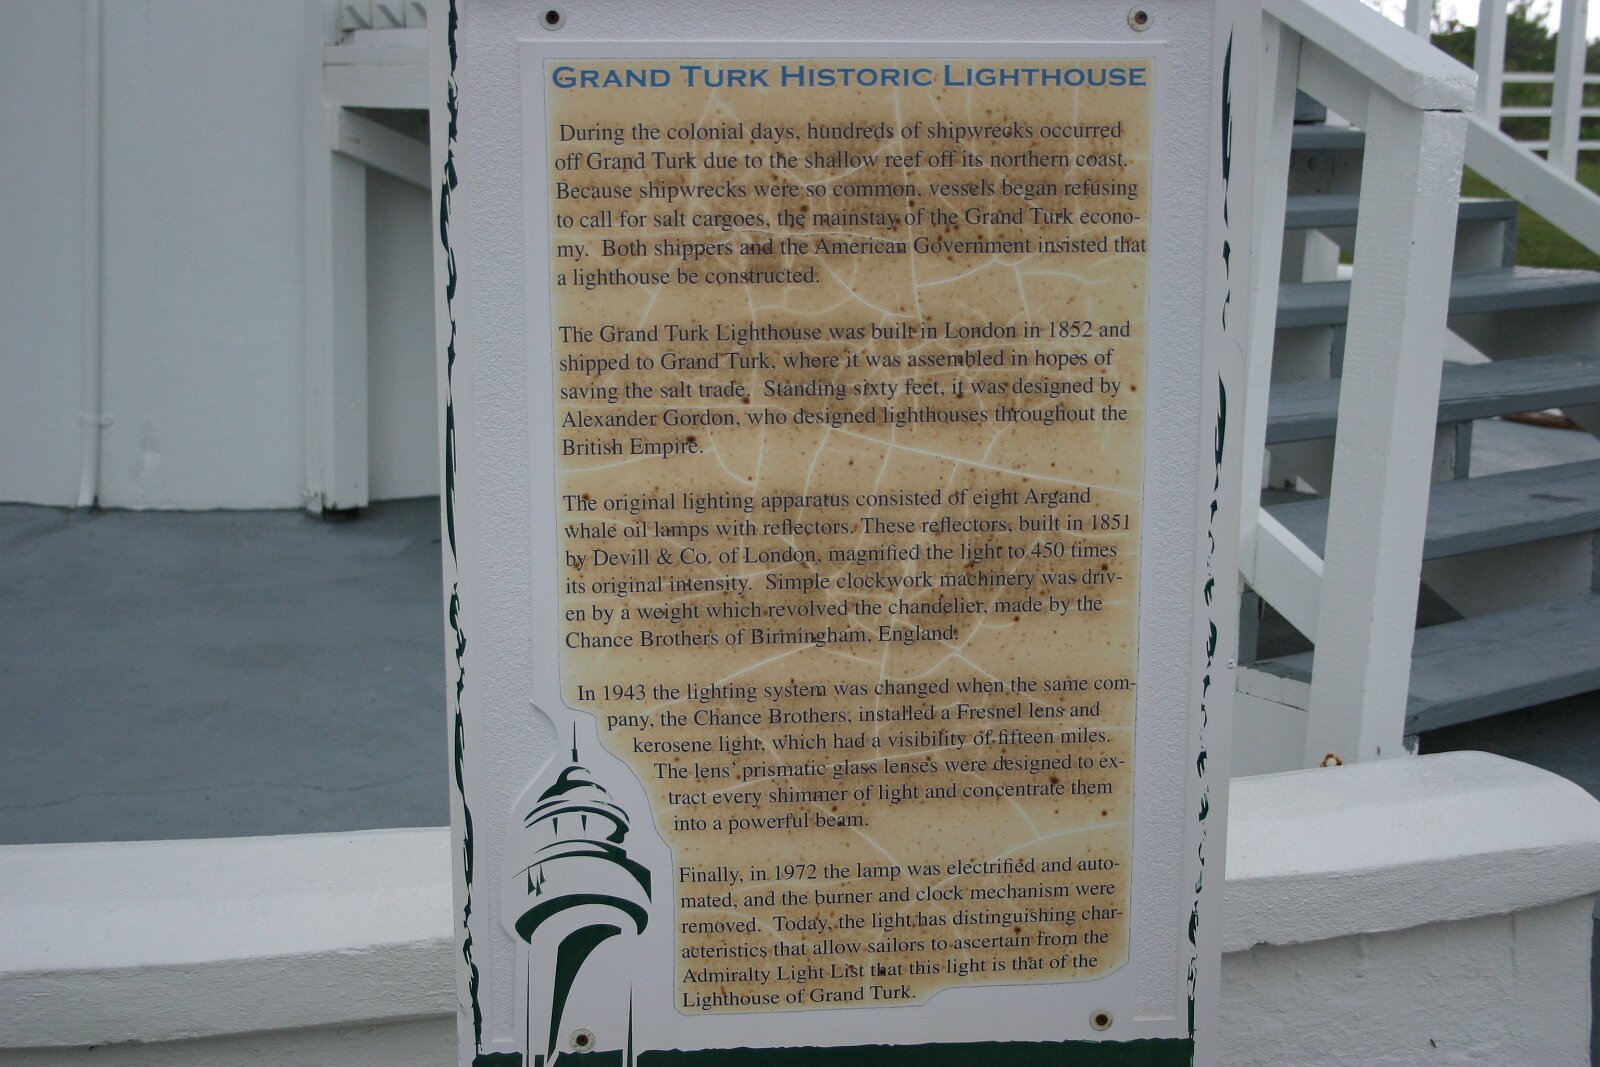 GRAND TURK HISTORIC LIGHTHOUSE
During the colonial days, hundreds of shipwrecks occurred
off Grand Turk due to the shallow reef off its northern coast.
Because shipwrecks were so common, vessels began refusing
to call for salt cargoes, the mainstay of the Grand Turk econo-
my. Both shippers and the American Government insisted that
a lighthouse be constructed.
The Grand Turk Lighthouse was built in London in 1852 and
shipped to Grand Turk, where it was assembled in hopes of
saving the salt trade. Standing sixty feet, it was designed by
Alexander Gordon, who designed lighthouses throughout the
British Empire.
The original lighting apparatus consisted of eight Argand
whale oil lamps with reflectors. These reflectors, built in 1851
by Devill & Co. of London, magnified the light to 450 times
its original intensity. Simple clockwork machinery was driv-
en by a weight which revolved the chandelier, made by the
Chance Brothers of Birmingham, England.
In 1943 the lighting system was changed when the same com-
pany, the Chance Brothers, installed a Fresnel lens and
kerosene light, which had a visibility of fifteen miles.
The lens' prismatic glass lenses were designed to ex-
tract every shimmer of light and concentrate them
into a powerful beam.
Finally, in 1972 the lamp was electrified and auto-
mated, and the burner and clock mechanism were
removed. Today, the light has distinguishing char-
acteristics that allow sailors to ascertain from the
Admiralty Light List that this light is that of the
Lighthouse of Grand Turk.